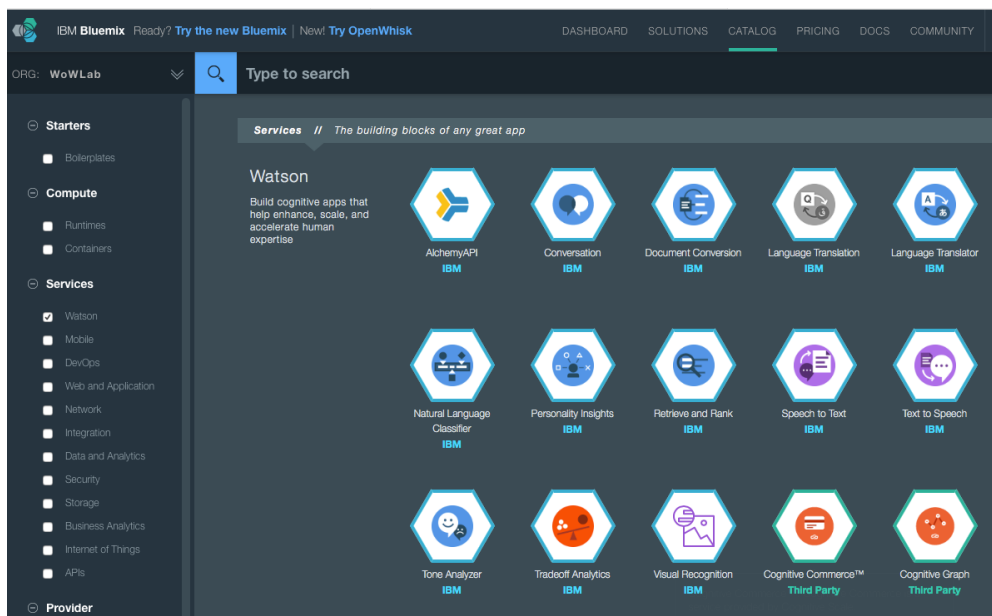 IBM Bluemix Ready? Try the new Bluemix | New! Try OpenWhisk
DASHBOARD SOLUTIONS CATALOG PRICING DOCS COMMUNITY
ORG: WoWLab
Type to search
Starters
Boilerplates
Compute
Runtimes
Containers
Services
Watson
Mobile
DevOps
Web and Application
Network
Integration
Data and Analytics
Security
Storage
Business Analytics
Internet of Things
APIs
Provider
Services // The building blocks of any great app
Watson
Build cognitive apps that
help enhance, scale, and
accelerate human
expertise
AlchemyAPI
IBM
Conversation
IBM
Document Conversion
IBM
Q
Language Translation
IBM
A
あ
Language Translator
IBM
Natural Language
Classifier
IBM
Personality Insights
IBM
Retrieve and Rank
IBM
Speech to Text
IBM
Text to Speech
IBM
Tone Analyzer
IBM
Tradeoff Analytics
IBM
Visual Recognition
IBM
Cognitive Commerce™
Third Party
Cognitive Graph
Third Party